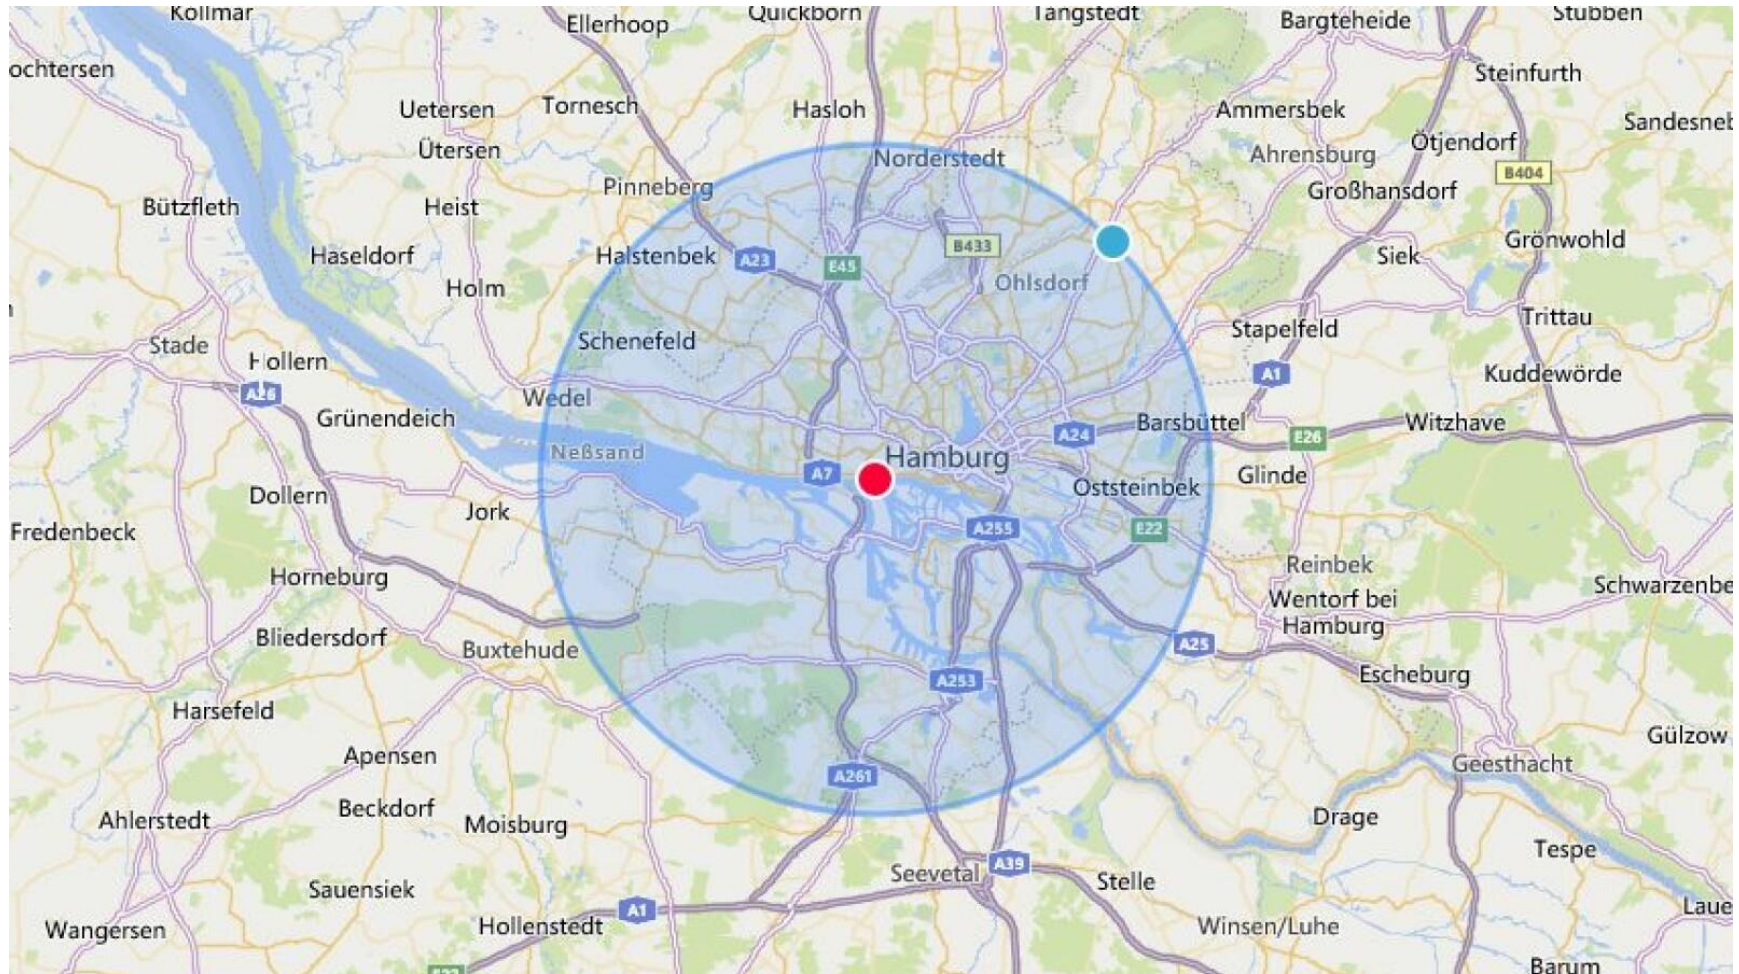 Kollmar
Ellerhoop
Quickborn
Tangstedt
Bargteheide
Stubben
ochtersen
Steinfurth
Uetersen
Tornesch
Hasloh
Ammersbek
Sandesneb
Ütersen
Norderstedt
Ahrensburg
Ötjendorf
B404
Pinneberg
Großhansdorf
Bützfleth
Heist
Haseldorf
Halstenbek
A23
E45
B433
Siek
Grönwohld
Holm
Ohlsdorf
Schenefeld
Stapelfeld
Trittau
Stade
Hollern
A1
Kuddewörde
A26
Wedel
Grünendeich
Barsbüttel
Witzhave
A24
E26
Neßsand
Hamburg
A7
Glinde
Dollern
Oststeinbek
Jork
Fredenbeck
A255
E22
Reinbek
Horneburg
Schwarzenbe
Wentorf bei
Hamburg
Bliedersdorf
Buxtehude
A25
Escheburg
A253
Harsefeld
Gülzow
Apensen
Geesthacht
A261
Beckdorf
Ahlerstedt
Moisburg
Drage
Tespe
Seevetal
A39
Stelle
Sauensiek
A1
Laue
Wangersen
Hollenstedt
Winsen/Luhe
Barum